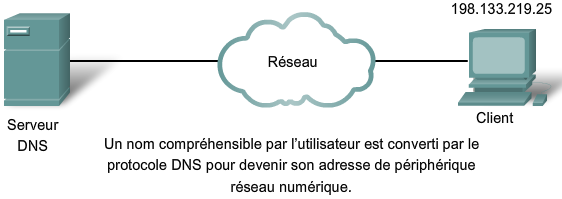 198.133.219.25
Réseau
Serveur
DNS
Client
Un nom compréhensible par l'utilisateur est converti par le
protocole DNS pour devenir son adresse de périphérique
réseau numérique.